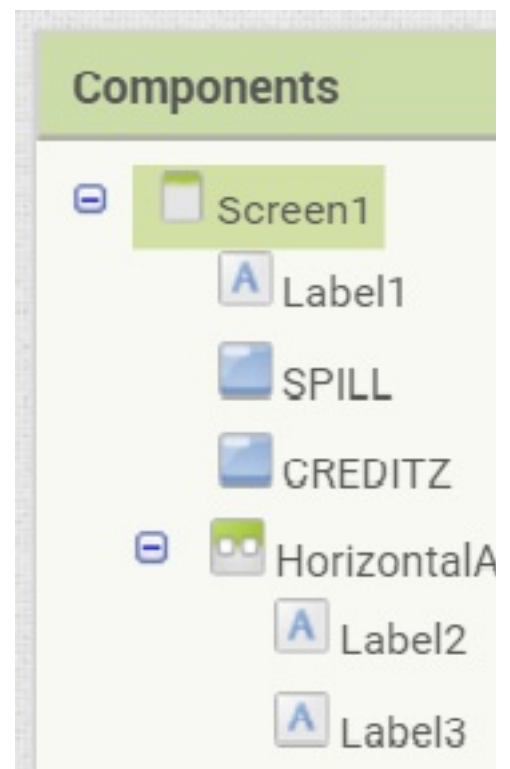 Components
Screen1
Label1
SPILL
CREDITZ
HorizontalA
Label2
Label3